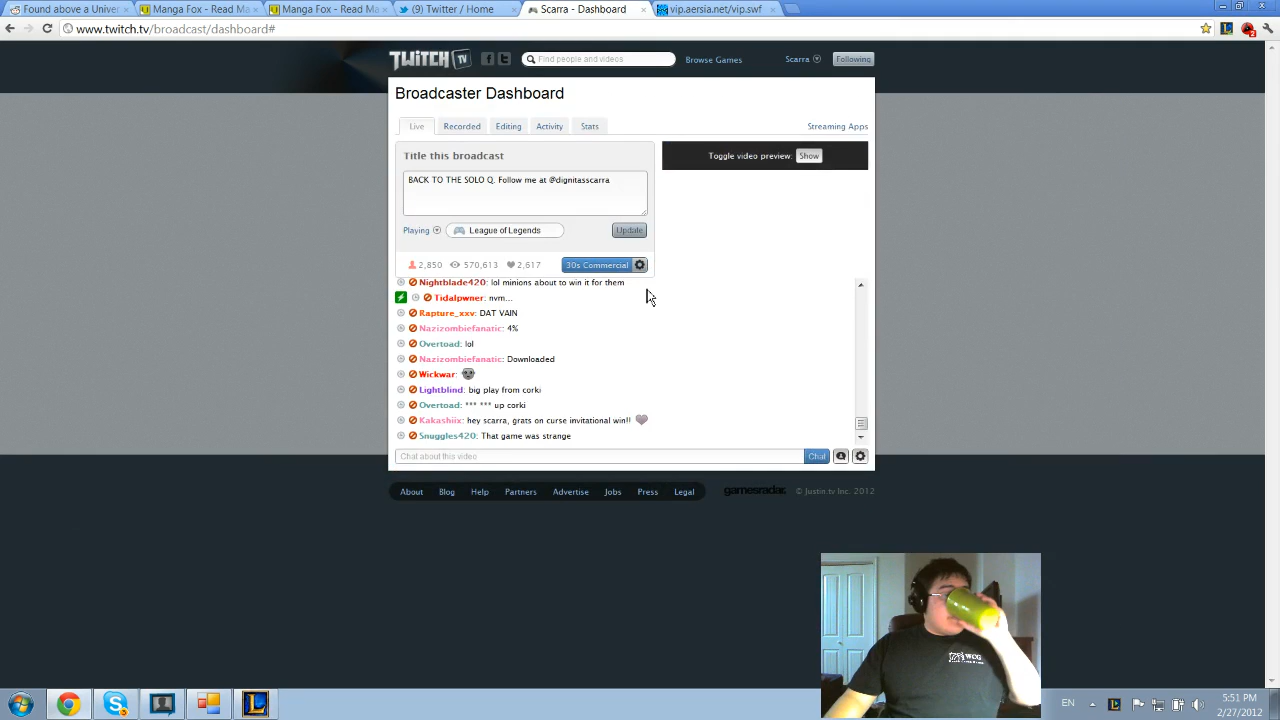 Found above a Univer
Manga Fox - Read Ma
Manga Fox - Read Ma
Twitter / Home
Scarra - Dashboard
vip.aersia.net/vip.swf
www.twitch.tv/broadcast/dashboard#
TWITCH TV
Find people and videos
Browse Games
Scarra
Following
Broadcaster Dashboard
Live
Recorded
Editing
Activity
Stats
Streaming Apps
Title this broadcast
Toggle video preview: Show
BACK TO THE SOLO Q. Follow me at @dignitasscarra
Playing
League of Legends
Update
2,850
570,613
2,617
30s Commercial
Nightblade420: lol minions about to win it for them
Tidalpwner: nvm...
Rapture_xxv: DAT VAIN
Nazizombiefanatic: 4%
Overtoad: lol
Nazizombiefanatic: Downloaded
Wickwar:
Lightblind: big play from corki
Overtoad: *** *** up corki
Kakashiix: hey scarra, grats on curse invitational win!!
Snuggles420: That game was strange
Chat about this video
Chat
About
Blog
Help
Partners
Advertise
Jobs
Press
Legal
gamesradar.
© Justin.tv Inc. 2012
WCG
EN
5:51 PM
2/27/2012